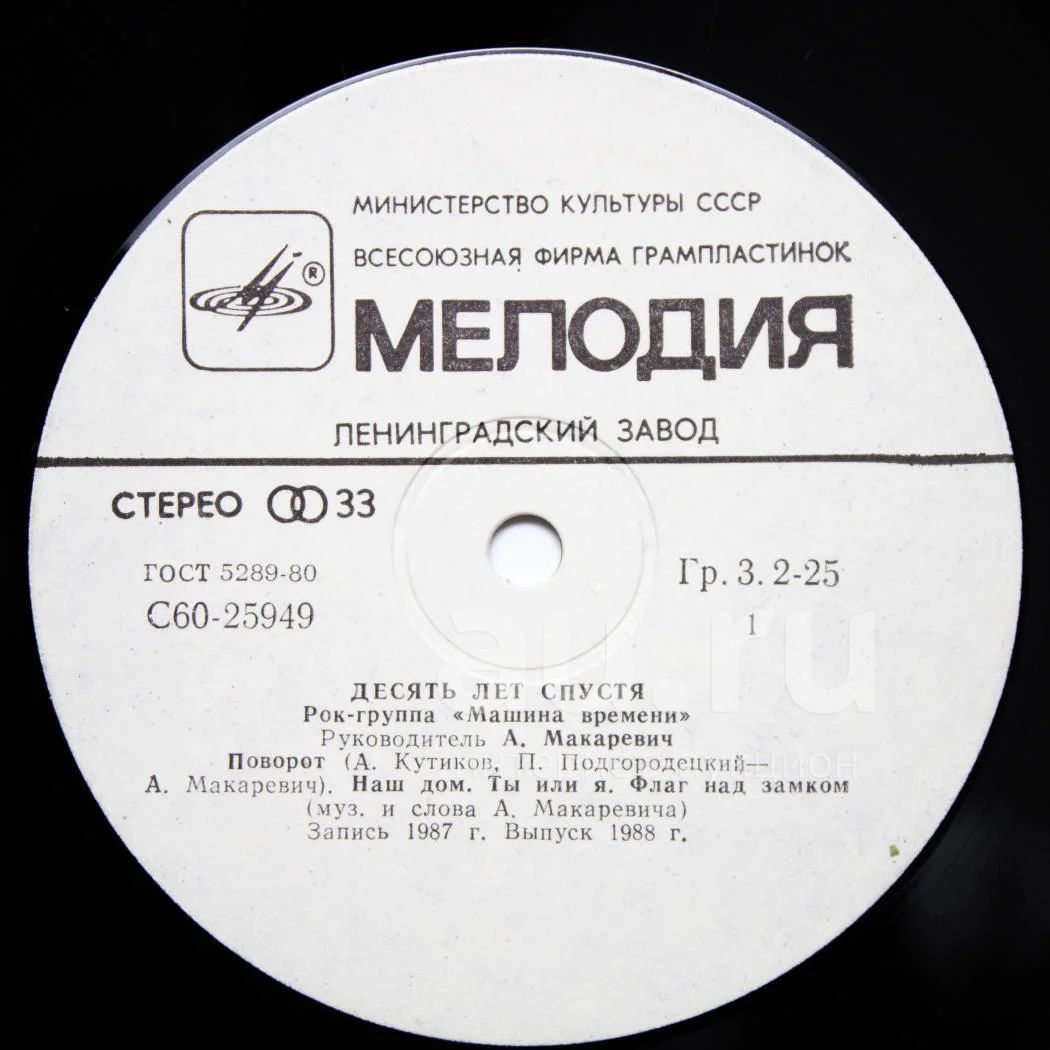 МИНИСТЕРСТВО КУЛЬТУРЫ СССР
ВСЕСОЮЗНАЯ ФИРМА ГРАМПЛАСТИНОК
®
МЕЛОДИЯ
ЛЕНИНГРАДСКИЙ ЗАВОД
СТЕРЕО 33
ГОСТ 5289-80
Гр. 3. 2-25
С60-25949
1
au.ru
ДЕСЯТЬ ЛЕТ СПУСТЯ
Рок-группа «Машина времени»
Руководитель А. Макаревич
Поворот (А. Кутиков, П. Подгородецкий—
А. Макаревич). Наш дом. Ты или я. Флаг над замком
(муз. и слова А. Макаревича)
Запись 1987 г. Выпуск 1988 г.